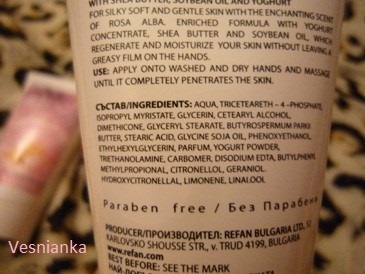 WITH SHEA BUTTER, SOYBEAN OIL AND YOGHURT
FOR SILKY SOFT AND GENTLE SKIN WITH THE ENCHANTING SCENT
OF ROSA ALBA. ENRICHED FORMULA WITH YOGHURT
CONCENTRATE, SHEA BUTTER AND SOYBEAN OIL, WHICH
REGENERATE AND MOISTURIZE YOUR SKIN WITHOUT LEAVING A
GREASY FILM ON THE HANDS.
USE: APPLY ONTO WASHED AND DRY HANDS AND MASSAGE
UNTIL IT COMPLETELY PENETRATES THE SKIN.
СЪСТАВ/INGREDIENTS: AQUA, TRICETEARETH – 4 –PHOSPHATE,
ISOPROPYL MYRISTATE, GLYCERIN, CETEARYL ALCOHOL,
DIMETHICONE, GLYCERYL STEARATE, BUTYROSPERMUM PARKII
BUTTER, STEARIC ACID, GLYCINE SOJA OIL, PHENOXYETHANOL,
ETHYLHEXYLGLYCERIN, PARFUM, YOGURT POWDER,
TRIETHANOLAMINE, CARBOMER, DISODIUM EDTA, BUTYLPHENYL
METHYLPROPIONAL, CITRONELLOL, GERANIOL,
HYDROXYCITRONELLAL, LIMONENE, LINALOOL
Paraben free / Без Парабени
PRODUCER/ПРОИЗВОДИТЕЛ: REFAN BULGARIA LTD,
KARLOVSKO SHOUSSE STR., v. TRUD 4199, BULGARIA
www.refan.com
BEST BEFORE: SEE THE MARK
Vesnianka